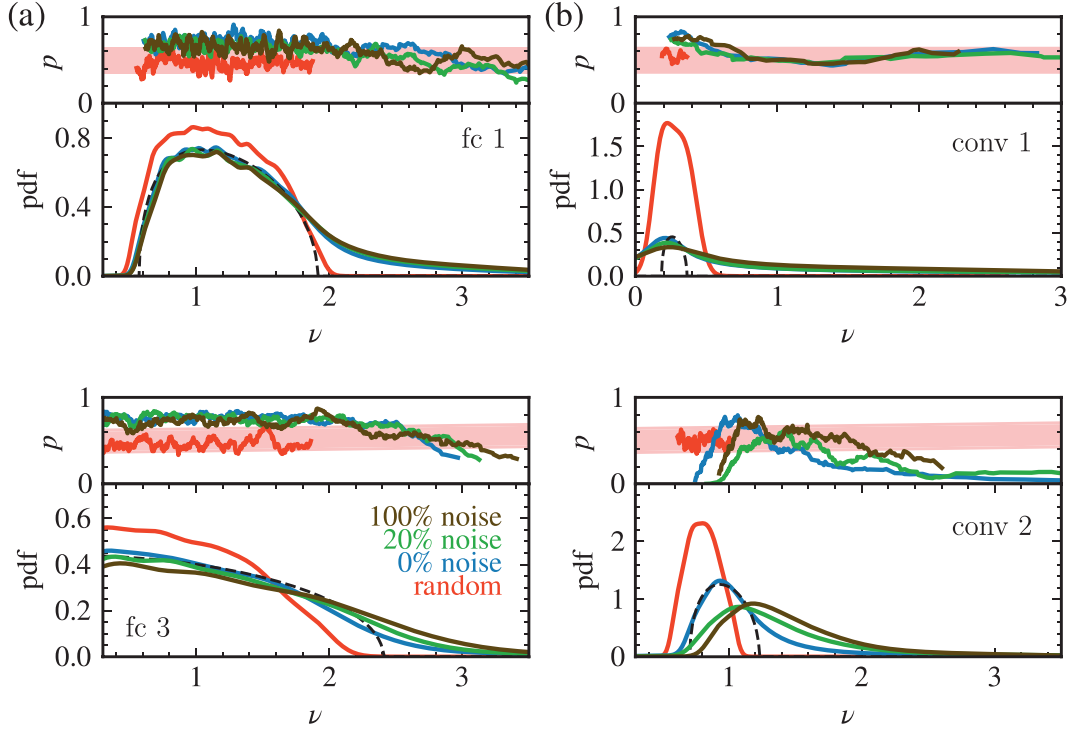 (a)
(b)
1
p
0
0.8
0.4
0.0
pdf
fc 1
1 2 3
ν
1
p
0
1.5
1.0
0.5
0.0
pdf
conv 1
0 1 2 3
ν
1
p
0
0.6
0.4
0.2
0.0
pdf
100% noise
20% noise
0% noise
random
fc 3
1 2 3
ν
1
p
0
2
1
0
pdf
conv 2
1 2 3
ν